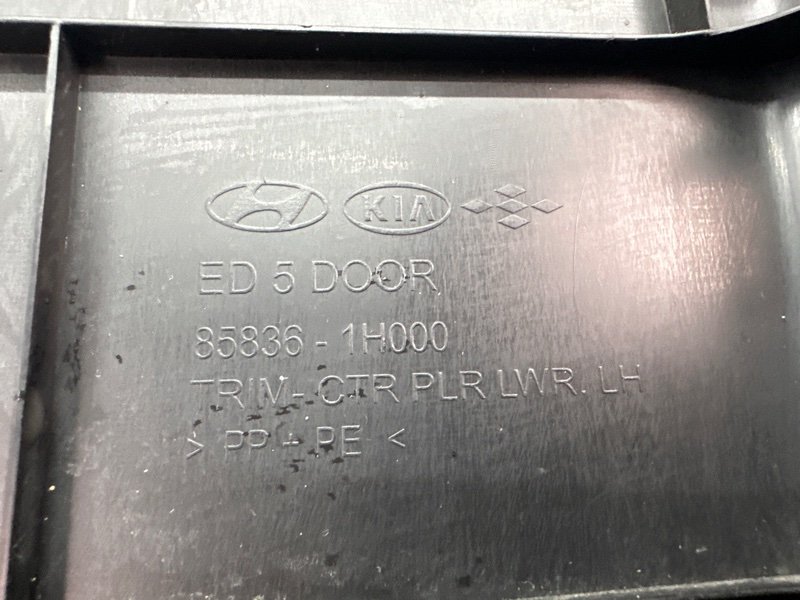 KIA
ED 5 DOOR
85836 - 1H000
TRIM- CTR PLR LWR. LH
> PP + PE <